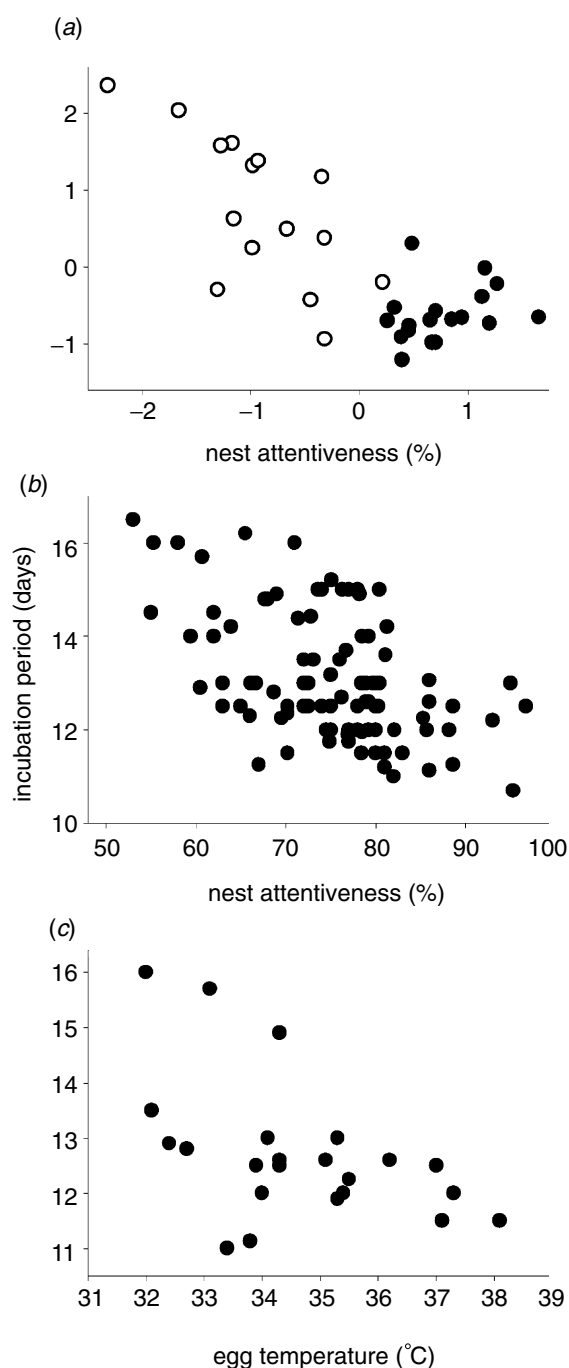 (a)
2
1
0
−1
−2 −1 0 1
nest attentiveness (%)
(b)
incubation period (days)
16
14
12
10
50 60 70 80 90 100
nest attentiveness (%)
(c)
16
15
14
13
12
11
31 32 33 34 35 36 37 38 39
egg temperature (°C)